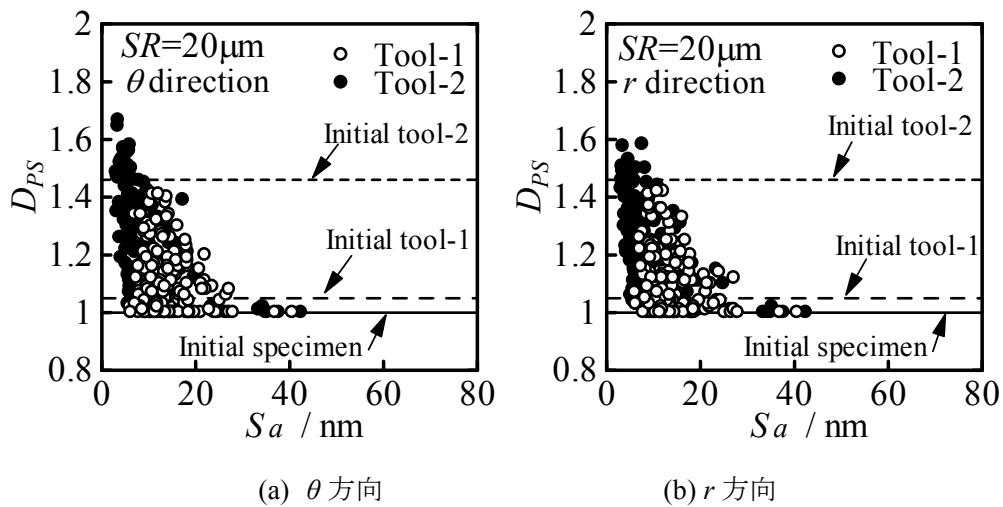 SR=20μm
θ direction
Tool-1
Tool-2
Initial tool-2
Initial tool-1
Initial specimen
2
1.8
1.6
1.4
1.2
1
0.8
D_PS
0 20 40 60 80
Sa / nm
(a) θ 方向
SR=20μm
r direction
Tool-1
Tool-2
Initial tool-2
Initial tool-1
Initial specimen
2
1.8
1.6
1.4
1.2
1
0.8
D_PS
0 20 40 60 80
Sa / nm
(b) r 方向